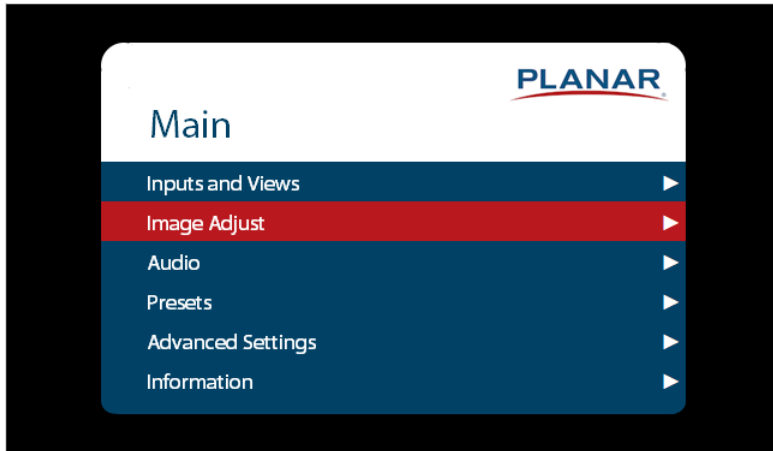 PLANAR
Main
Inputs and Views
Image Adjust
Audio
Presets
Advanced Settings
Information